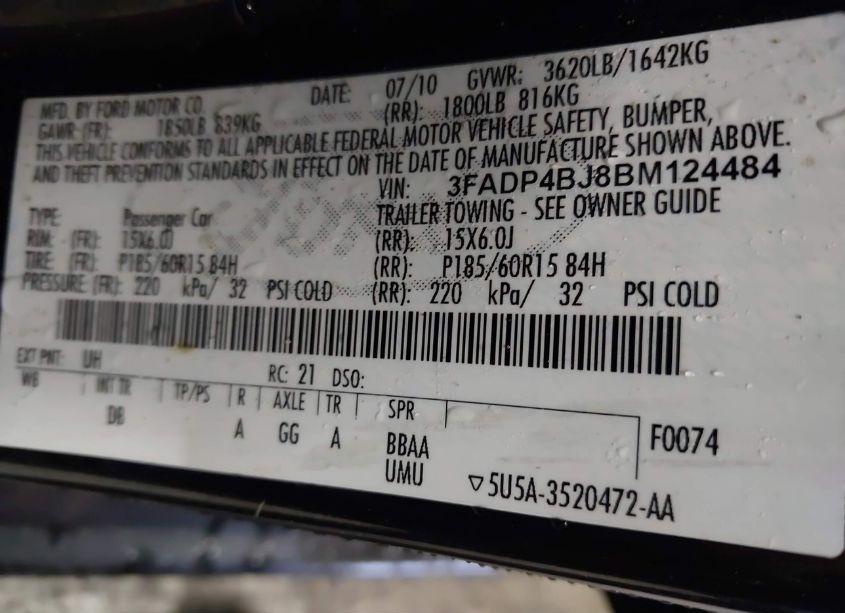 MFD. BY FORD MOTOR CO. DATE: 07/10 GVWR: 3620LB/1642KG
GAWR (FR): 1850LB 839KG (RR): 1800LB 816KG
THIS VEHICLE CONFORMS TO ALL APPLICABLE FEDERAL MOTOR VEHICLE SAFETY, BUMPER,
AND THEFT PREVENTION STANDARDS IN EFFECT ON THE DATE OF MANUFACTURE SHOWN ABOVE.
VIN: 3FADP4BJ8BM124484
TYPE: Passenger Car TRAILER TOWING - SEE OWNER GUIDE
RIM: (FR): 15X6.0J (RR): 15X6.0J
TIRE: (FR): P185/60R15 84H (RR): P185/60R15 84H
PRESSURE (FR): 220 kPa/ 32 PSI COLD (RR): 220 kPa/ 32 PSI COLD
EXT PNT: UH RC: 21 DSO:
WB INT TR TP/PS R AXLE TR SPR
DB A GG A BBAA F0074
UMU ▽5U5A-3520472-AA